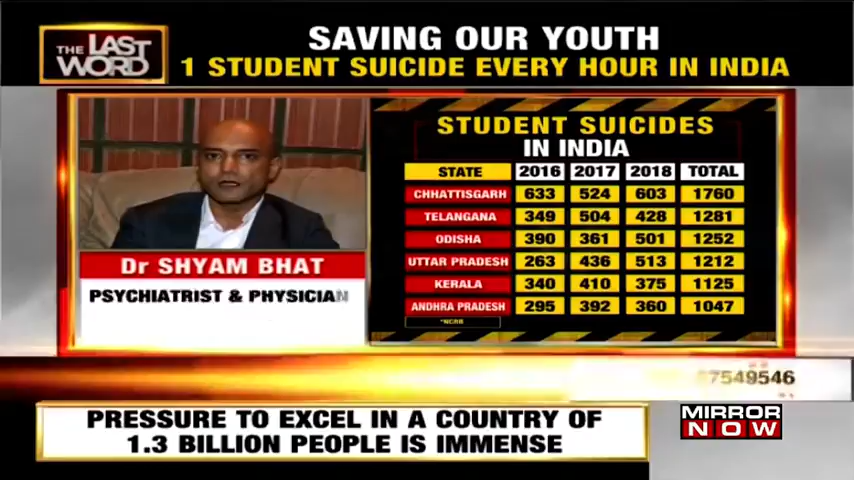 THE LAST WORD
SAVING OUR YOUTH
1 STUDENT SUICIDE EVERY HOUR IN INDIA
STUDENT SUICIDES
IN INDIA
STATE 2016 2017 2018 TOTAL
CHHATTISGARH 633 524 603 1760
TELANGANA 349 504 428 1281
ODISHA 390 361 501 1252
UTTAR PRADESH 263 436 513 1212
KERALA 340 410 375 1125
ANDHRA PRADESH 295 392 360 1047
*NCRB
Dr SHYAM BHAT
PSYCHIATRIST & PHYSICIAN
7549546
PRESSURE TO EXCEL IN A COUNTRY OF
1.3 BILLION PEOPLE IS IMMENSE
MIRROR
NOW